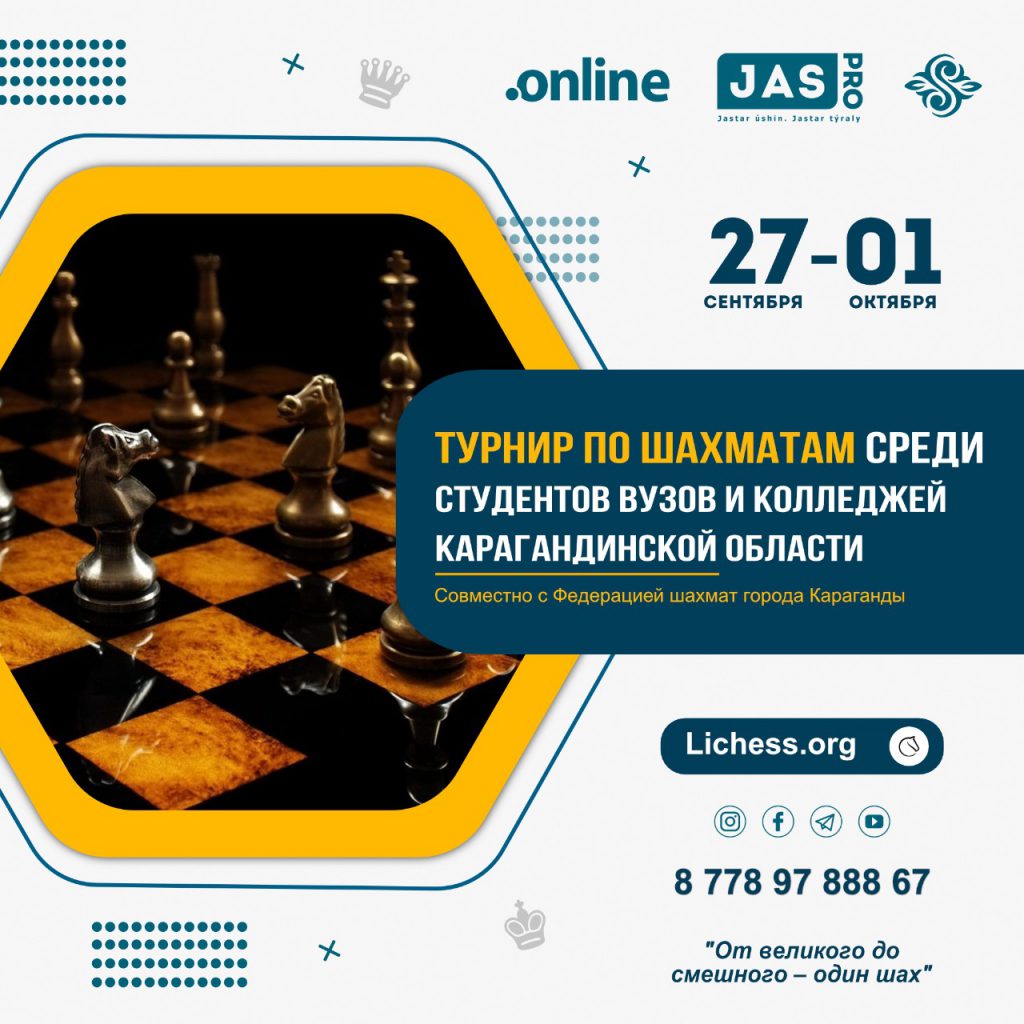 .online
JAS PRO
Jastar úshin. Jastar týraly
27-01
СЕНТЯБРЯ ОКТЯБРЯ
ТУРНИР ПО ШАХМАТАМ СРЕДИ
СТУДЕНТОВ ВУЗОВ И КОЛЛЕДЖЕЙ
КАРАГАНДИНСКОЙ ОБЛАСТИ
Совместно с Федерацией шахмат города Караганды
Lichess.org
8 778 97 888 67
"От великого до
смешного – один шах"